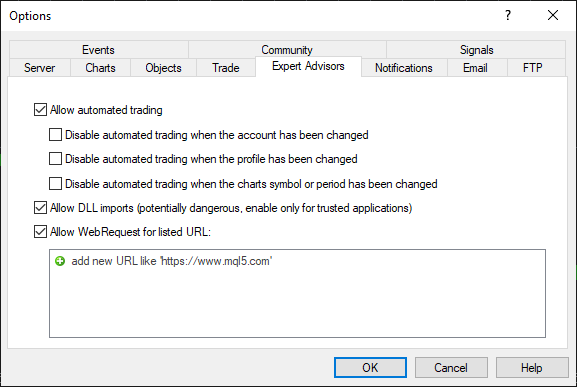 Options
Events Community Signals
Server Charts Objects Trade Expert Advisors Notifications Email FTP
Allow automated trading
Disable automated trading when the account has been changed
Disable automated trading when the profile has been changed
Disable automated trading when the charts symbol or period has been changed
Allow DLL imports (potentially dangerous, enable only for trusted applications)
Allow WebRequest for listed URL:
add new URL like 'https://www.mql5.com'
OK Cancel Help